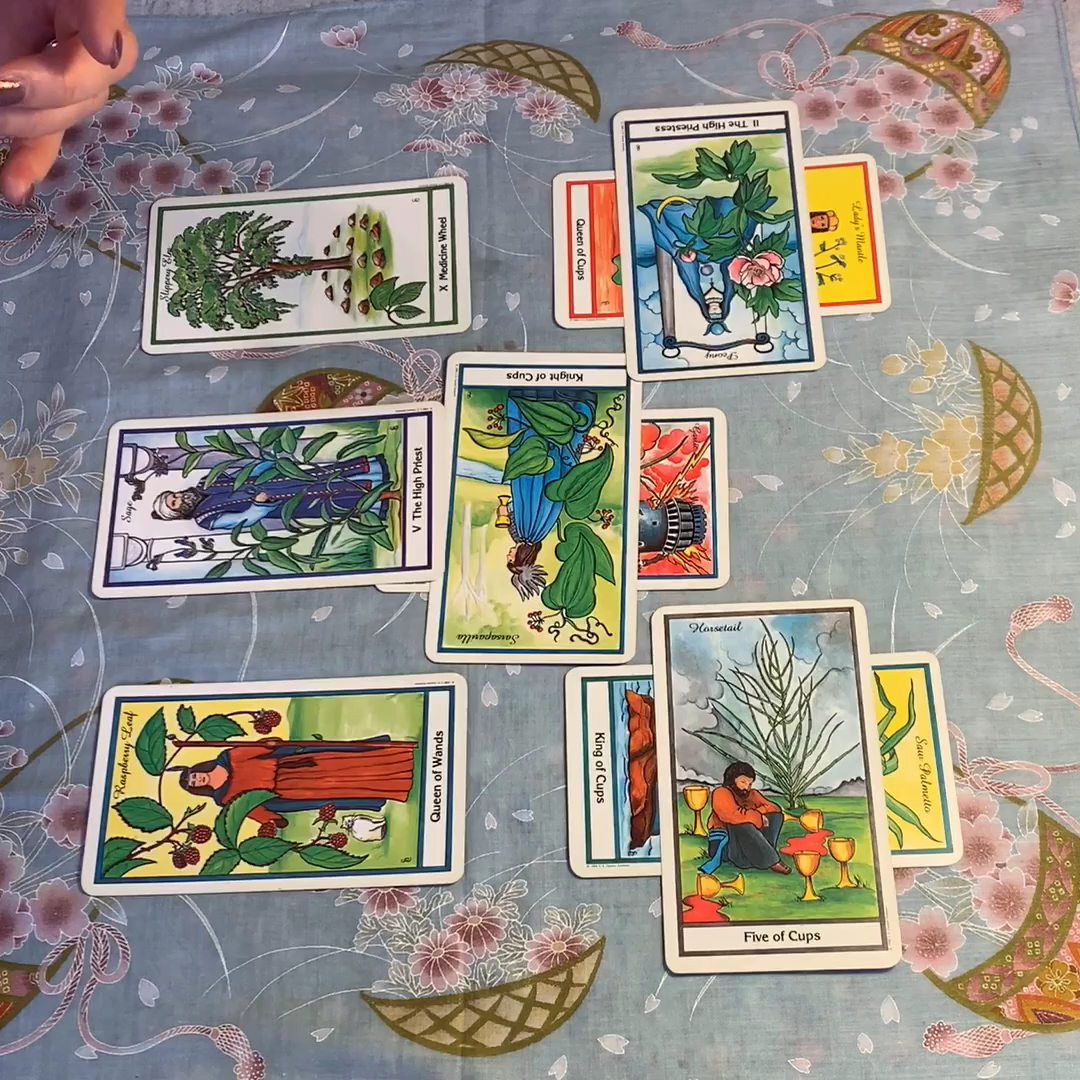 II The High Priestess
Peony
Queen of Cups
Lady's Mantle
Slippery Elm
X Medicine Wheel
Knight of Cups
Sarsaparilla
Sage
V The High Priest
Garlic
Raspberry Leaf
Queen of Wands
King of Cups
Saw Palmetto
Horsetail
Five of Cups